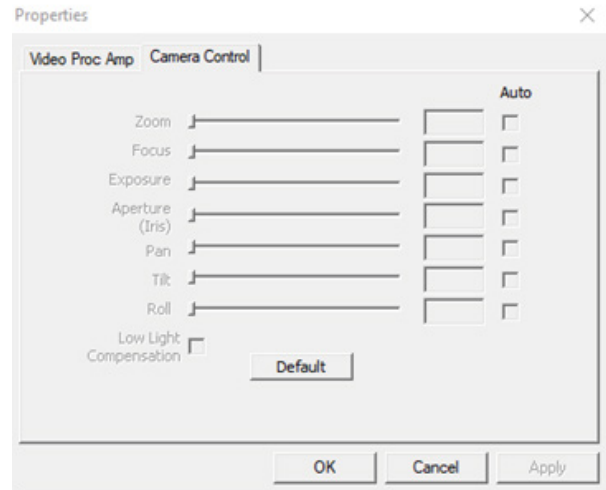 Properties
Video Proc Amp
Camera Control
Auto
Zoom
Focus
Exposure
Aperture
(Iris)
Pan
Tilt
Roll
Low Light
Compensation
Default
OK
Cancel
Apply